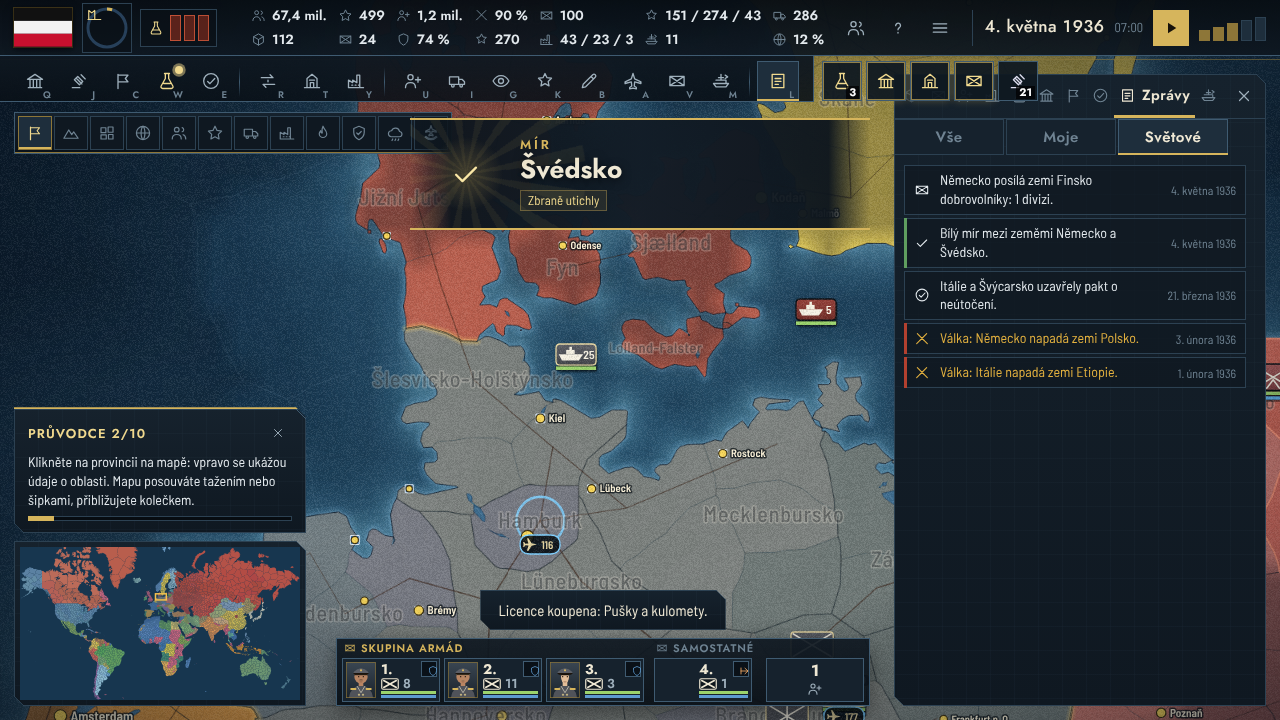 67,4 mil.
499
1,2 mil.
90 %
100
151 / 274 / 43
286
112
24
74 %
270
43 / 23 / 3
11
12 %
?
4. května 1936
07:00
Q
J
C
W
E
R
T
Y
U
I
G
K
B
A
V
M
L
3
21
Zprávy
Vše
Moje
Světové
Německo posílá zemi Finsko
dobrovolníky: 1 divizi.
4. května 1936
Bílý mír mezi zeměmi Německo a
Švédsko.
4. května 1936
Itálie a Švýcarsko uzavřely pakt o
neútočení.
21. března 1936
Válka: Německo napadá zemi Polsko.
3. února 1936
Válka: Itálie napadá zemi Etiopie.
1. února 1936
MÍR
Švédsko
Zbraně utichly
Jižní Jut
Odense
Fyn
Sjælland
Lolland-Falster
5
25
Šlesvicko-Holštýnsko
Kiel
Rostock
Lübeck
Hamburk
116
Mecklenbursko
Lüneburgsko
denbursko
Brémy
Amsterdam
Hannoversko
Brand
177
Frankfurt n. O.
Poznaň
PRŮVODCE 2/10
Klikněte na provincii na mapě: vpravo se ukážou
údaje o oblasti. Mapu posouváte tažením nebo
šipkami, přibližujete kolečkem.
Licence koupena: Pušky a kulomety.
SKUPINA ARMÁD
SAMOSTATNÉ
1.
8
2.
11
3.
3
4.
1
1